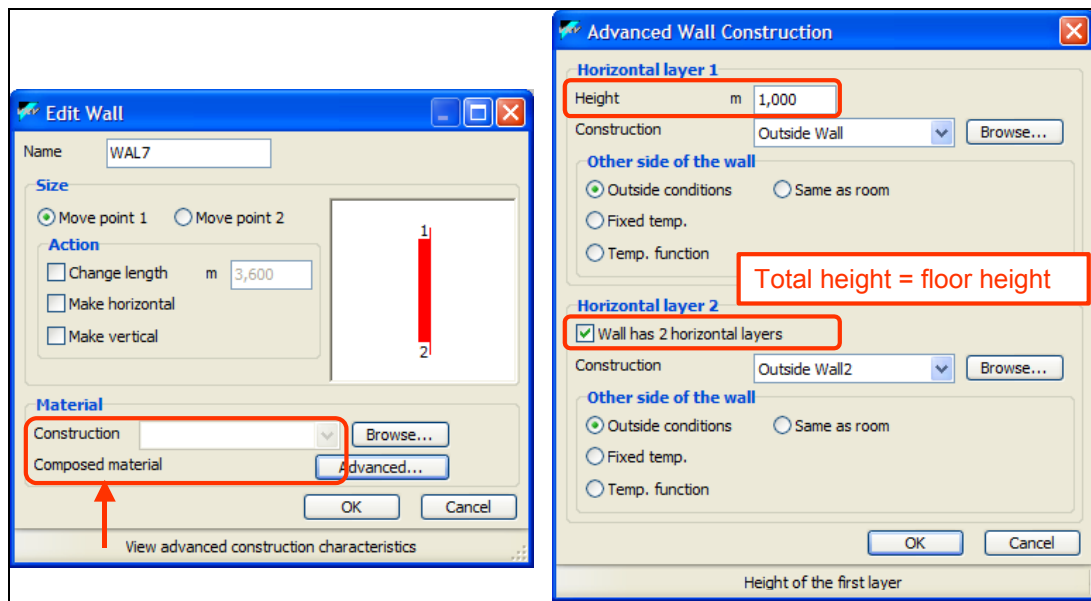 Edit Wall
Name WAL7
Size
Move point 1 Move point 2
Action
Change length m 3,600
Make horizontal
Make vertical
1
2
Material
Construction Browse...
Composed material Advanced...
OK Cancel
View advanced construction characteristics
Advanced Wall Construction
Horizontal layer 1
Height m 1,000
Construction Outside Wall Browse...
Other side of the wall
Outside conditions Same as room
Fixed temp.
Temp. function
Total height = floor height
Horizontal layer 2
Wall has 2 horizontal layers
Construction Outside Wall2 Browse...
Other side of the wall
Outside conditions Same as room
Fixed temp.
Temp. function
OK Cancel
Height of the first layer